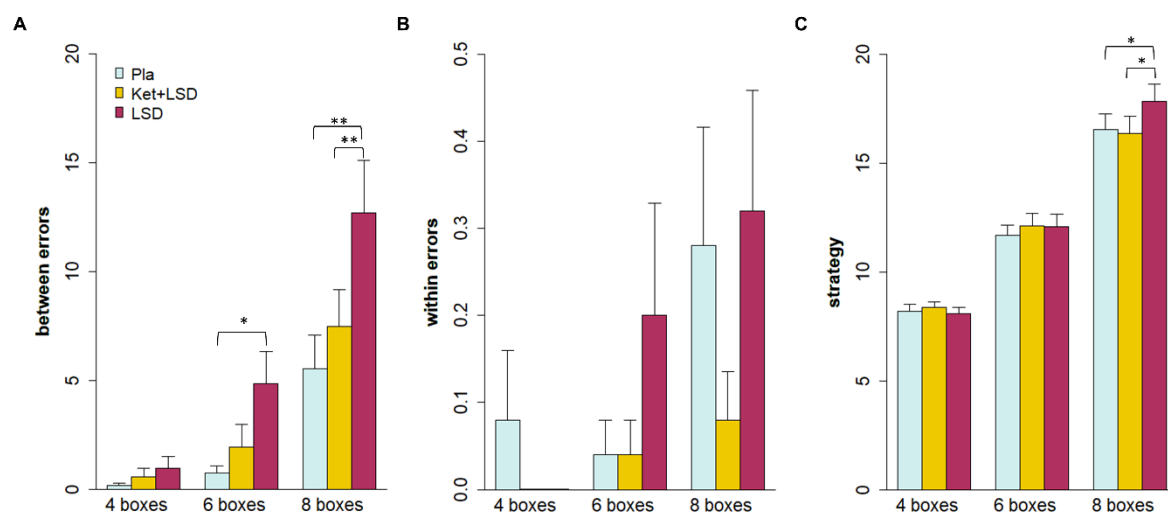 A
between errors
20
15
10
5
0
Pla
Ket+LSD
LSD
*
**
**
4 boxes 6 boxes 8 boxes
B
within errors
0.5
0.4
0.3
0.2
0.1
0.0
4 boxes 6 boxes 8 boxes
C
strategy
20
15
10
5
0
*
*
4 boxes 6 boxes 8 boxes